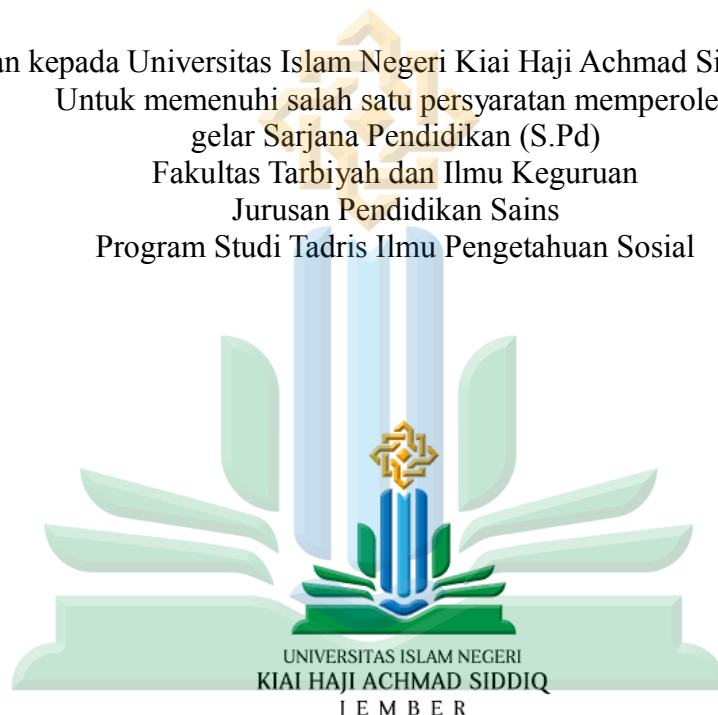 kepada Universitas Islam Negeri Kiai Haji Achmad
Untuk memenuhi salah satu persyaratan
gelar Sarjana Pendidikan (S.Pd)
Fakultas Tarbiyah dan Ilmu Keguruan
Jurusan Pendidikan Sains
Program Studi Tadris Ilmu Pengetahuan Sosial
UNIVERSITAS ISLAM NEGERI
KIAI HAJI ACHMAD SIDDIQ
JEMBER